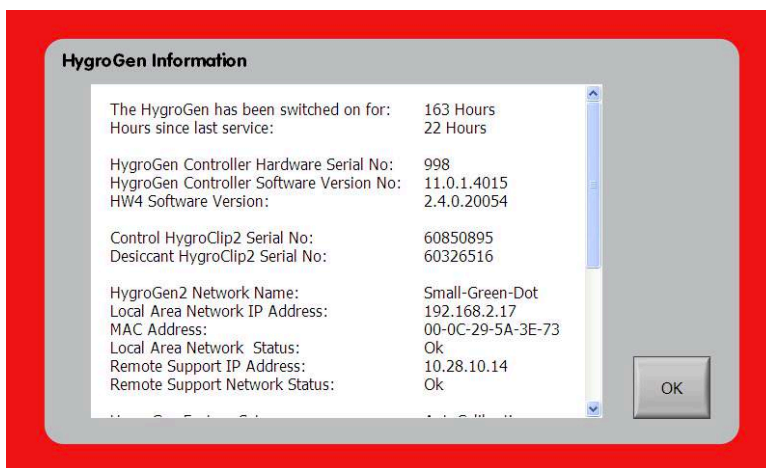 HygroGen Information
The HygroGen has been switched on for: 163 Hours
Hours since last service: 22 Hours
HygroGen Controller Hardware Serial No: 998
HygroGen Controller Software Version No: 11.0.1.4015
HW4 Software Version: 2.4.0.20054
Control HygroClip2 Serial No: 60850895
Desiccant HygroClip2 Serial No: 60326516
HygroGen2 Network Name: Small-Green-Dot
Local Area Network IP Address: 192.168.2.17
MAC Address: 00-0C-29-5A-3E-73
Local Area Network Status: Ok
Remote Support IP Address: 10.28.10.14
Remote Support Network Status: Ok
OK